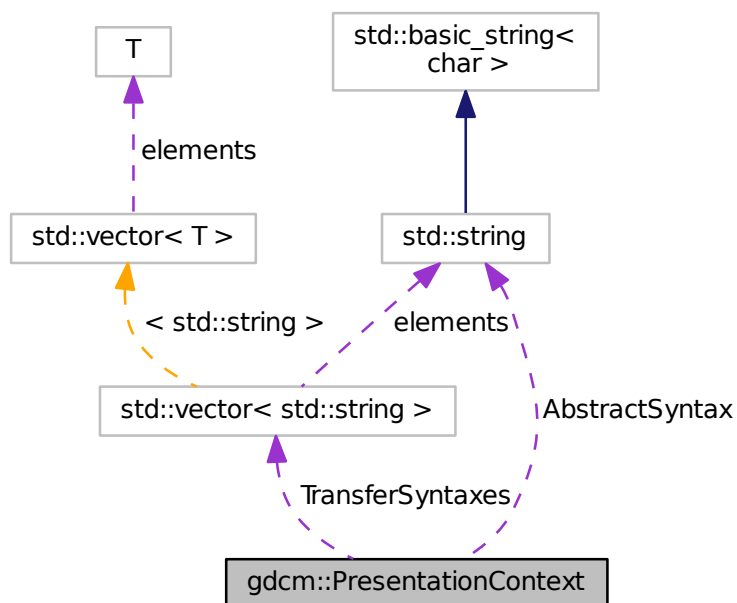 T
std::basic_string<
char >
elements
std::vector< T >
std::string
< std::string >
elements
std::vector< std::string >
AbstractSyntax
TransferSyntaxes
gdcm::PresentationContext